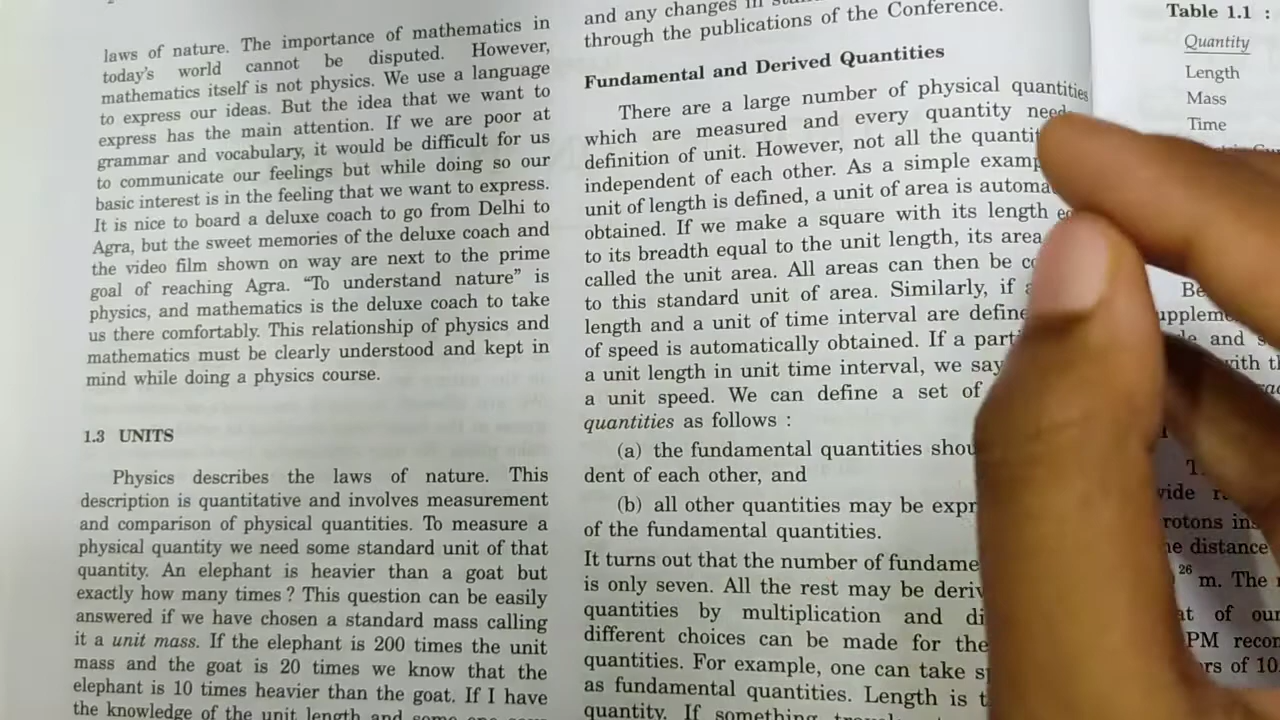 laws of nature. The importance of mathematics in
today's world cannot be disputed. However,
mathematics itself is not physics. We use a language
to express our ideas. But the idea that we want to
express has the main attention. If we are poor at
grammar and vocabulary, it would be difficult for us
to communicate our feelings but while doing so our
basic interest is in the feeling that we want to express.
It is nice to board a deluxe coach to go from Delhi to
Agra, but the sweet memories of the deluxe coach and
the video film shown on way are next to the prime
goal of reaching Agra. “To understand nature” is
physics, and mathematics is the deluxe coach to take
us there comfortably. This relationship of physics and
mathematics must be clearly understood and kept in
mind while doing a physics course.
1.3 UNITS
Physics describes the laws of nature. This
description is quantitative and involves measurement
and comparison of physical quantities. To measure a
physical quantity we need some standard unit of that
quantity. An elephant is heavier than a goat but
exactly how many times ? This question can be easily
answered if we have chosen a standard mass calling
it a unit mass. If the elephant is 200 times the unit
mass and the goat is 20 times we know that the
elephant is 10 times heavier than the goat. If I have
the knowledge of the unit length and some one
and any changes in
through the publications of the Conference.
Fundamental and Derived Quantities
There are a large number of physical quantities
which are measured and every quantity
definition of unit. However, not all the
independent of each other. As a simple
unit of length is defined, a unit of area is
obtained. If we make a square with its length
to its breadth equal to the unit length, its area
called the unit area. All areas can then be
to this standard unit of area. Similarly, if
length and a unit of time interval are
of speed is automatically obtained. If a
a unit length in unit time interval, we say
a unit speed. We can define a set of
quantities as follows :
(a) the fundamental quantities
dent of each other, and
(b) all other quantities may be
of the fundamental quantities.
It turns out that the number of
is only seven. All the rest may be
quantities by multiplication and
different choices can be made for the
quantities. For example, one can take
as fundamental quantities. Length is
quantity. If something
Table 1.1 :
Quantity
Length
Mass
Time
and
26 m. The
of our
PM
of 10